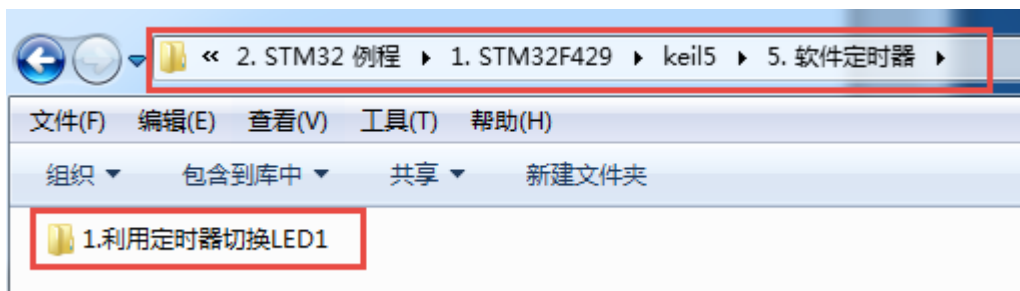 « 2. STM32 例程 ▸ 1. STM32F429 ▸ keil5 ▸ 5. 软件定时器 ▸
文件(F) 编辑(E) 查看(V) 工具(T) 帮助(H)
组织 ▼ 包含到库中 ▼ 共享 ▼ 新建文件夹
1.利用定时器切换LED1